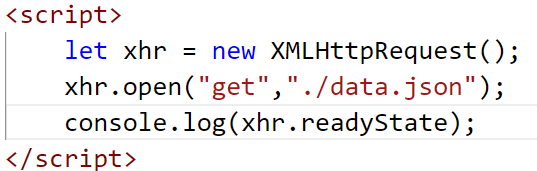 <script>
let xhr = new XMLHttpRequest();
xhr.open("get","./data.json");
console.log(xhr.readyState);
</script>